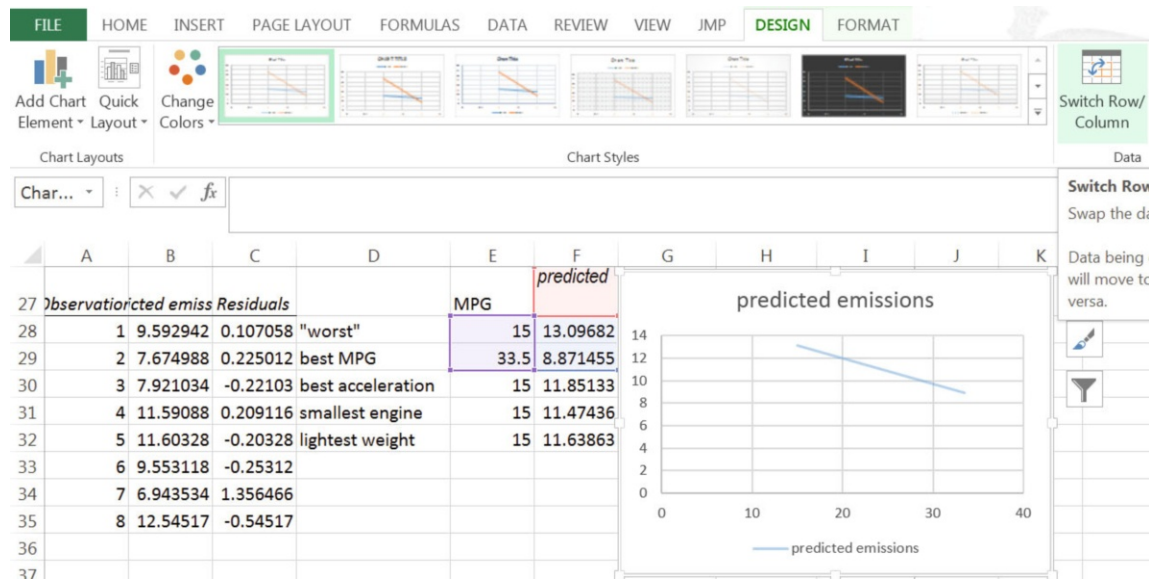 FILE HOME INSERT PAGE LAYOUT FORMULAS DATA REVIEW VIEW JMP DESIGN FORMAT
Add Chart Element
Quick Layout
Change Colors
Switch Row/
Column
Chart Layouts Chart Styles Data
Char... fx
Switch Row
Swap the da
Data being
will move to
versa.
A B C D E F G H I J K
predicted
27 Observation icted emiss Residuals MPG
28 1 9.592942 0.107058 "worst" 15 13.09682
29 2 7.674988 0.225012 best MPG 33.5 8.871455
30 3 7.921034 -0.22103 best acceleration 15 11.85133
31 4 11.59088 0.209116 smallest engine 15 11.47436
32 5 11.60328 -0.20328 lightest weight 15 11.63863
33 6 9.553118 -0.25312
34 7 6.943534 1.356466
35 8 12.54517 -0.54517
36
37
predicted emissions
14
12
10
8
6
4
2
0
0 10 20 30 40
predicted emissions